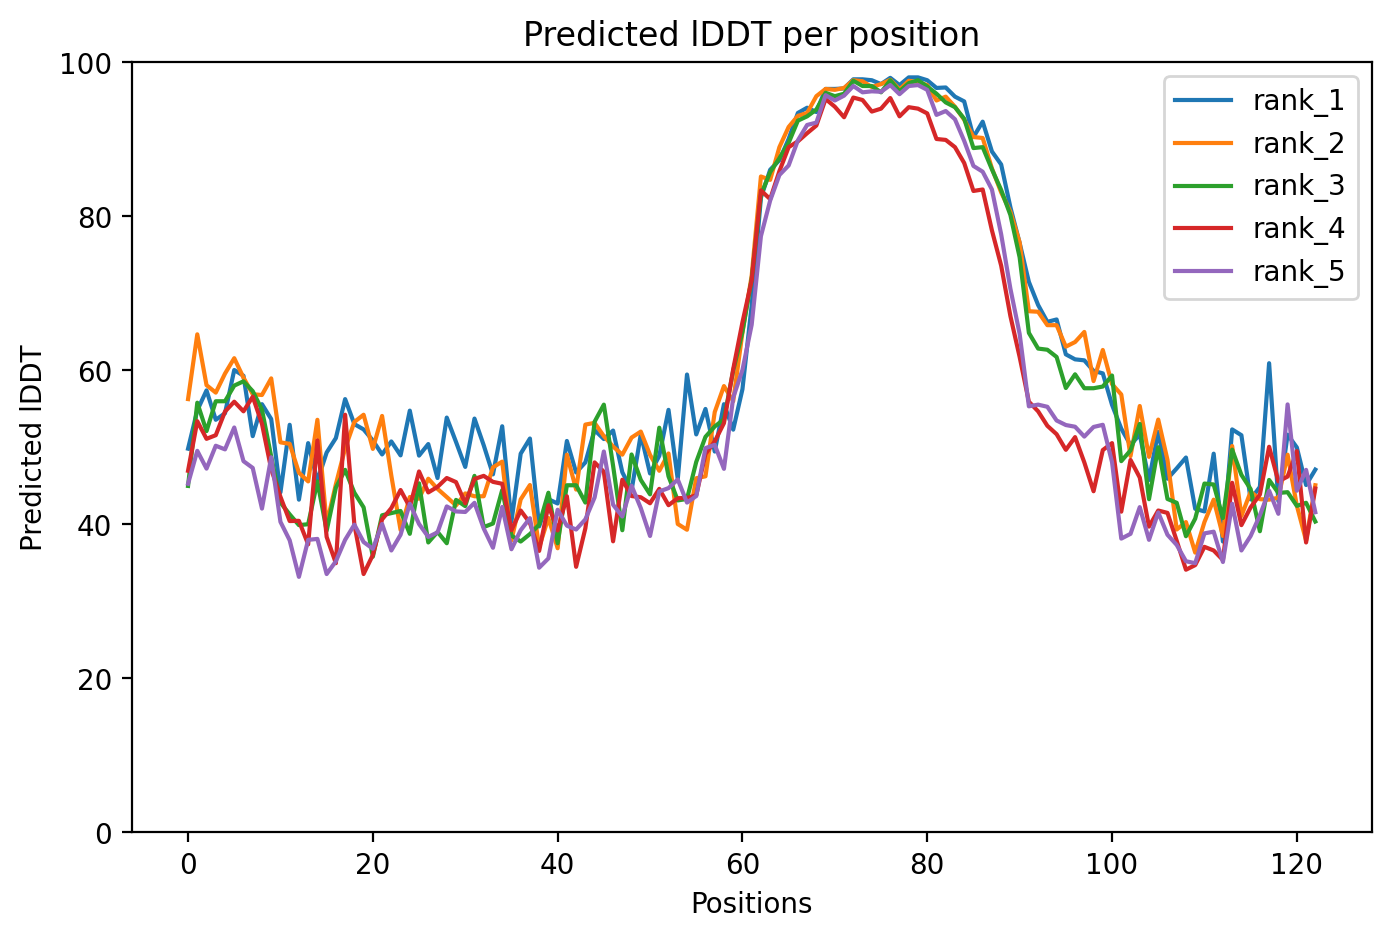 Predicted lDDT per position
100
80
60
40
20
0
Predicted lDDT
0 20 40 60 80 100 120
Positions
rank_1
rank_2
rank_3
rank_4
rank_5